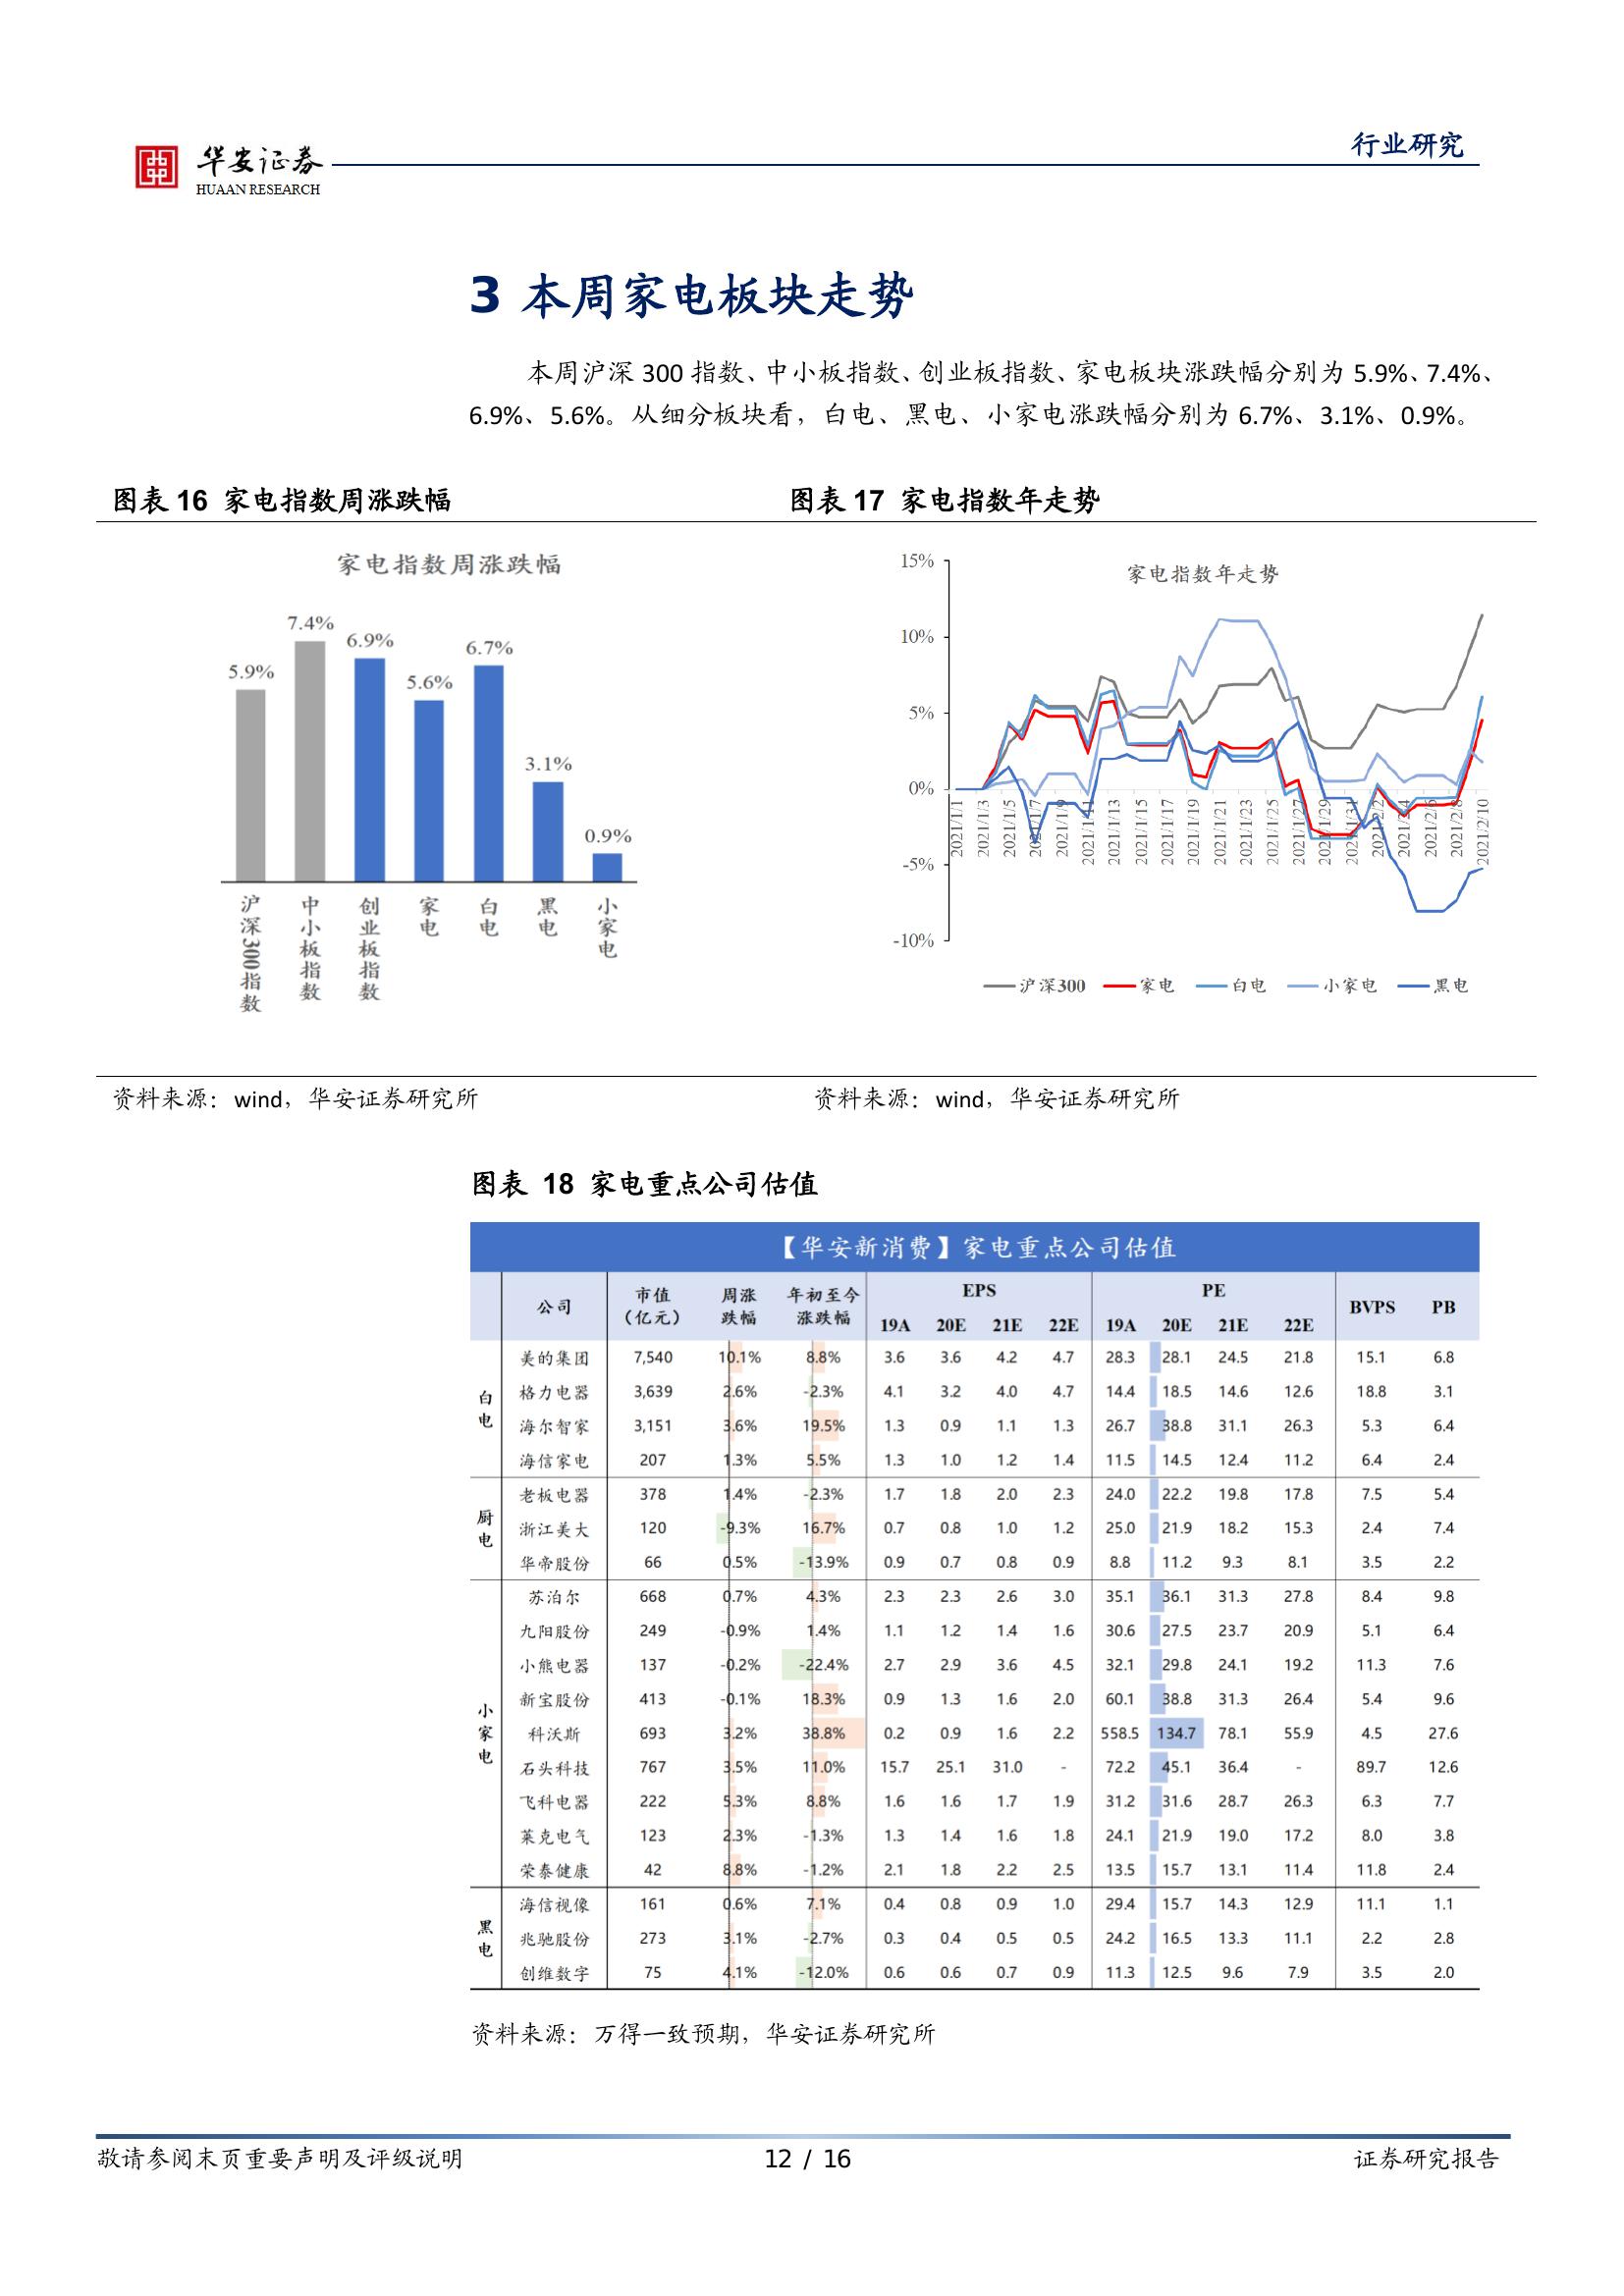 华安证券
HUAAN RESEARCH
行业研究
3 本周家电板块走势
本周沪深 300 指数、中小板指数、创业板指数、家电板块涨跌幅分别为 5.9%、7.4%、
6.9%、5.6%。从细分板块看，白电、黑电、小家电涨跌幅分别为 6.7%、3.1%、0.9%。
图表 16 家电指数周涨跌幅
家电指数周涨跌幅
5.9%
7.4%
6.9%
5.6%
6.7%
3.1%
0.9%
沪深300指数
中小板指数
创业板指数
家电
白电
黑电
小家电
资料来源：wind，华安证券研究所
图表 17 家电指数年走势
家电指数年走势
15%
10%
5%
0%
-5%
-10%
2021/1/1
2021/1/3
2021/1/5
2021/1/7
2021/1/9
2021/1/11
2021/1/13
2021/1/15
2021/1/17
2021/1/19
2021/1/21
2021/1/23
2021/1/25
2021/1/27
2021/1/29
2021/1/31
2021/2/2
2021/2/4
2021/2/6
2021/2/8
2021/2/10
沪深300 家电 白电 小家电 黑电
资料来源：wind，华安证券研究所
图表 18 家电重点公司估值
【华安新消费】家电重点公司估值
公司 市值（亿元） 周涨跌幅 年初至今涨跌幅 EPS PE BVPS PB
19A 20E 21E 22E 19A 20E 21E 22E
白电
美的集团 7,540 10.1% 8.8% 3.6 3.6 4.2 4.7 28.3 28.1 24.5 21.8 15.1 6.8
格力电器 3,639 2.6% -2.3% 4.1 3.2 4.0 4.7 14.4 18.5 14.6 12.6 18.8 3.1
海尔智家 3,151 3.6% 19.5% 1.3 0.9 1.1 1.3 26.7 38.8 31.1 26.3 5.3 6.4
海信家电 207 1.3% 5.5% 1.3 1.0 1.2 1.4 11.5 14.5 12.4 11.2 6.4 2.4
厨电
老板电器 378 1.4% -2.3% 1.7 1.8 2.0 2.3 24.0 22.2 19.8 17.8 7.5 5.4
浙江美大 120 -9.3% 16.7% 0.7 0.8 1.0 1.2 25.0 21.9 18.2 15.3 2.4 7.4
华帝股份 66 0.5% -13.9% 0.9 0.7 0.8 0.9 8.8 11.2 9.3 8.1 3.5 2.2
小家电
苏泊尔 668 0.7% 4.3% 2.3 2.3 2.6 3.0 35.1 36.1 31.3 27.8 8.4 9.8
九阳股份 249 -0.9% 1.4% 1.1 1.2 1.4 1.6 30.6 27.5 23.7 20.9 5.1 6.4
小熊电器 137 -0.2% -22.4% 2.7 2.9 3.6 4.5 32.1 29.8 24.1 19.2 11.3 7.6
新宝股份 413 -0.1% 18.3% 0.9 1.3 1.6 2.0 60.1 38.8 31.3 26.4 5.4 9.6
科沃斯 693 3.2% 38.8% 0.2 0.9 1.6 2.2 558.5 134.7 78.1 55.9 4.5 27.6
石头科技 767 3.5% 11.0% 15.7 25.1 31.0 - 72.2 45.1 36.4 - 89.7 12.6
飞科电器 222 5.3% 8.8% 1.6 1.6 1.7 1.9 31.2 31.6 28.7 26.3 6.3 7.7
莱克电气 123 2.3% -1.3% 1.3 1.4 1.6 1.8 24.1 21.9 19.0 17.2 8.0 3.8
荣泰健康 42 8.8% -1.2% 2.1 1.8 2.2 2.5 13.5 15.7 13.1 11.4 11.8 2.4
黑电
海信视像 161 0.6% 7.1% 0.4 0.8 0.9 1.0 29.4 15.7 14.3 12.9 11.1 1.1
兆驰股份 273 3.1% -2.7% 0.3 0.4 0.5 0.5 24.2 16.5 13.3 11.1 2.2 2.8
创维数字 75 4.1% -12.0% 0.6 0.6 0.7 0.9 11.3 12.5 9.6 7.9 3.5 2.0
资料来源：万得一致预期，华安证券研究所
敬请参阅末页重要声明及评级说明
12 / 16
证券研究报告